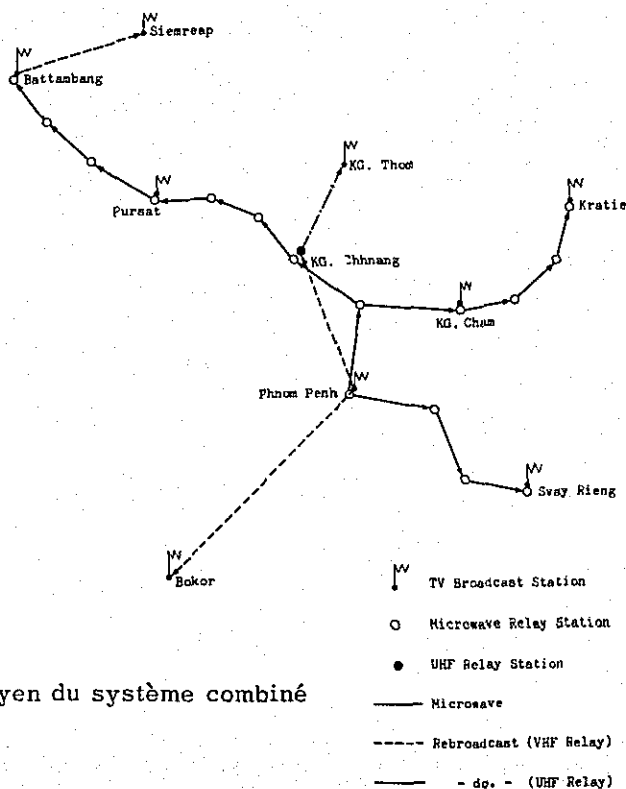 Siemreap
Battambang
KG. Thom
Pursat
Kratie
KG. Chhnang
KG. Cham
Phnom Penh
Svay Rieng
Bokor
TV Broadcast Station
Microwave Relay Station
UHF Relay Station
yen du système combiné
Microwave
Rebroadcast (VHF Relay)
- do. - (UHF Relay)